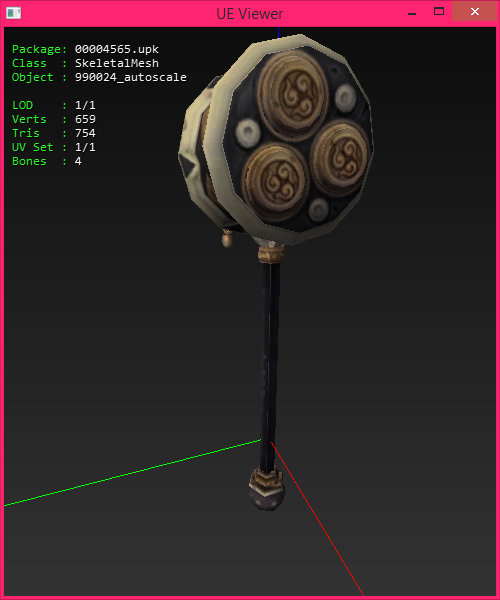 UE Viewer
Package: 00004565.upk
Class : SkeletalMesh
Object : 990024_autoscale
LOD : 1/1
Verts : 659
Tris : 754
UV Set : 1/1
Bones : 4